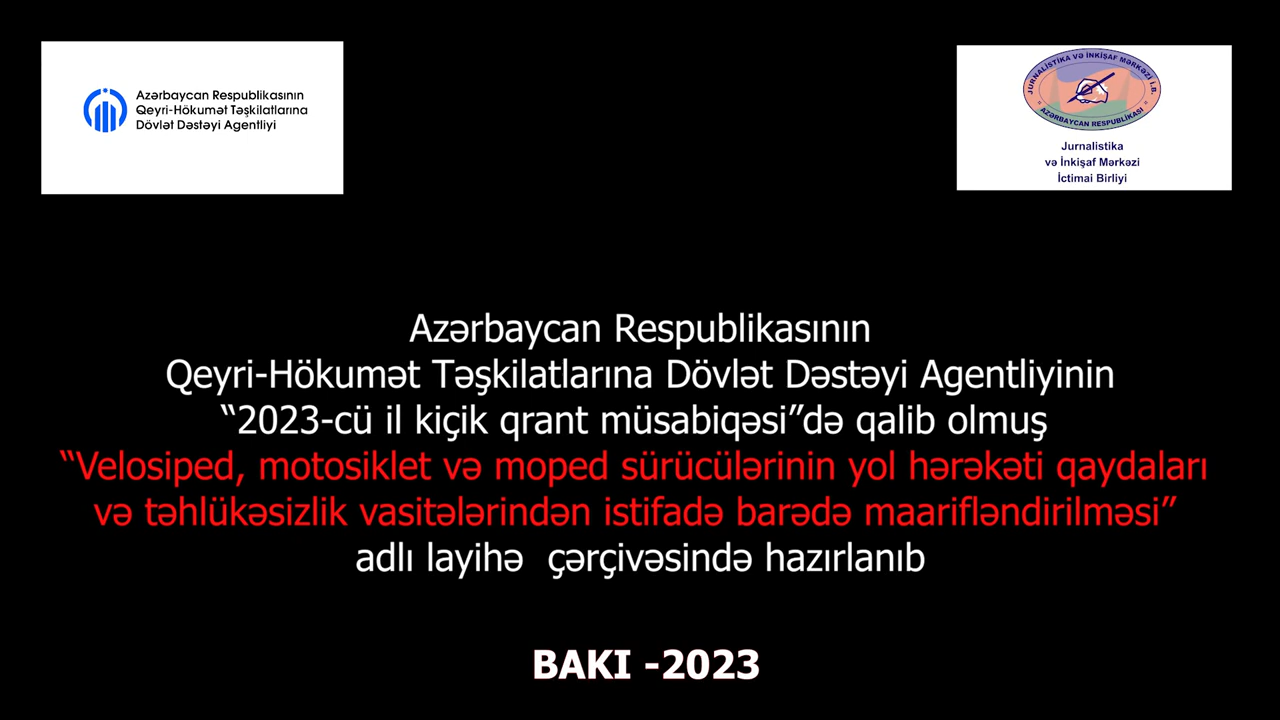 Azərbaycan Respublikasının
Qeyri-Hökumət Təşkilatlarına
Dövlət Dəstəyi Agentliyi
JURNALİSTİKA VƏ İNKİŞAF MƏRKƏZİ İ.B.
AZƏRBAYCAN RESPUBLİKASI
Jurnalistika
və İnkişaf Mərkəzi
İctimai Birliyi
Azərbaycan Respublikasının
Qeyri-Hökumət Təşkilatlarına Dövlət Dəstəyi Agentliyinin
“2023-cü il kiçik qrant müsabiqəsi”də qalib olmuş
“Velosiped, motosiklet və moped sürücülərinin yol hərəkəti qaydaları
və təhlükəsizlik vasitələrindən istifadə barədə maarifləndirilməsi”
adlı layihə  çərçivəsində hazırlanıb
BAKI -2023